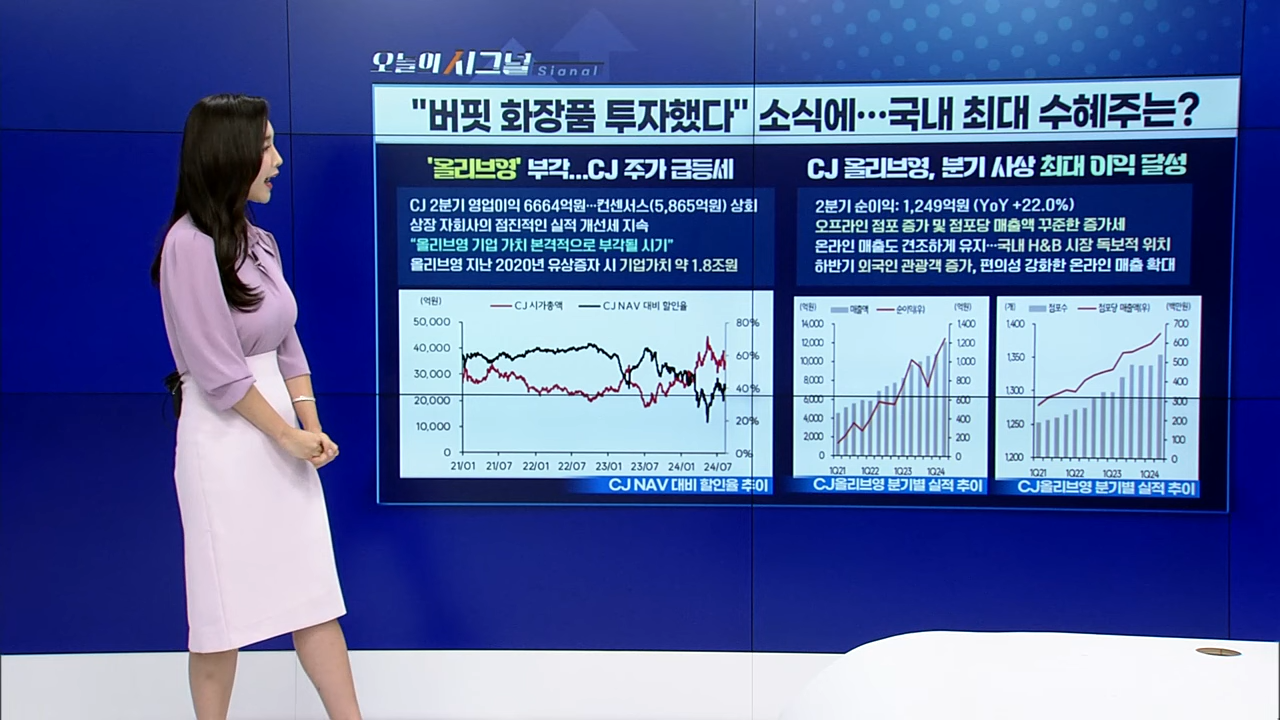 오늘의 시그널
Signal
"버핏 화장품 투자했다" 소식에…국내 최대 수혜주는?
'올리브영' 부각...CJ 주가 급등세
CJ 2분기 영업이익 6664억원…컨센서스(5,865억원) 상회
상장 자회사의 점진적인 실적 개선세 지속
"올리브영 기업 가치 본격적으로 부각될 시기"
올리브영 지난 2020년 유상증자 시 기업가치 약 1.8조원
(억원)
CJ 시가총액
CJ NAV 대비 할인율
50,000
40,000
30,000
20,000
10,000
0
80%
60%
40%
20%
0%
21/01 21/07 22/01 22/07 23/01 23/07 24/01 24/07
CJ NAV 대비 할인율 추이
CJ 올리브영, 분기 사상 최대 이익 달성
2분기 순이익: 1,249억원 (YoY +22.0%)
오프라인 점포 증가 및 점포당 매출액 꾸준한 증가세
온라인 매출도 견조하게 유지…국내 H&B 시장 독보적 위치
하반기 외국인 관광객 증가, 편의성 강화한 온라인 매출 확대
(억원)
매출액
순이익(우)
(억원)
14,000
12,000
10,000
8,000
6,000
4,000
2,000
0
1,400
1,200
1,000
800
600
400
200
0
1Q21 1Q22 1Q23 1Q24
CJ올리브영 분기별 실적 추이
(개)
점포수
점포당 매출액(우)
(백만원)
1,400
1,350
1,300
1,250
1,200
700
600
500
400
300
200
100
0
1Q21 1Q22 1Q23 1Q24
CJ올리브영 분기별 실적 추이